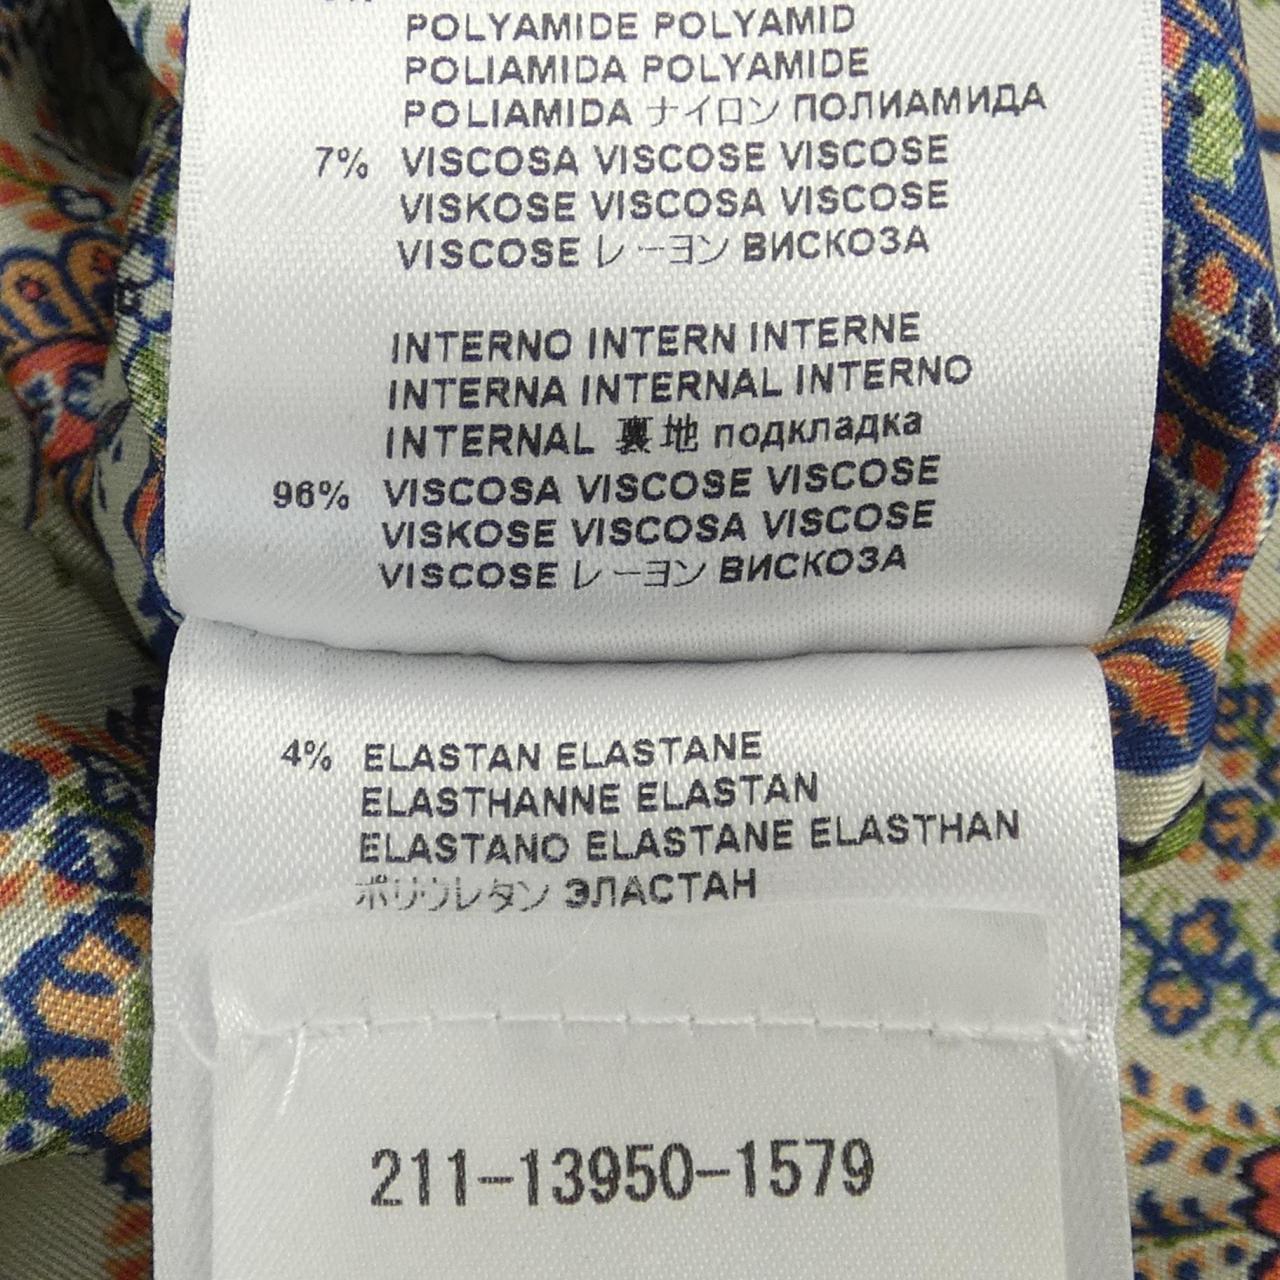 POLYAMIDE POLYAMID
POLIAMIDA POLYAMIDE
POLIAMIDA ナイロン ПОЛИАМИДА
7% VISCOSA VISCOSE VISCOSE
VISKOSE VISCOSA VISCOSE
VISCOSE レーヨン ВИСКОЗА
INTERNO INTERN INTERNE
INTERNA INTERNAL INTERNO
INTERNAL 裏地 подкладка
96% VISCOSA VISCOSE VISCOSE
VISKOSE VISCOSA VISCOSE
VISCOSE レーヨン ВИСКОЗА
4% ELASTAN ELASTANE
ELASTHANNE ELASTAN
ELASTANO ELASTANE ELASTHAN
ポリウレタン ЭЛАСТАН
211-13950-1579